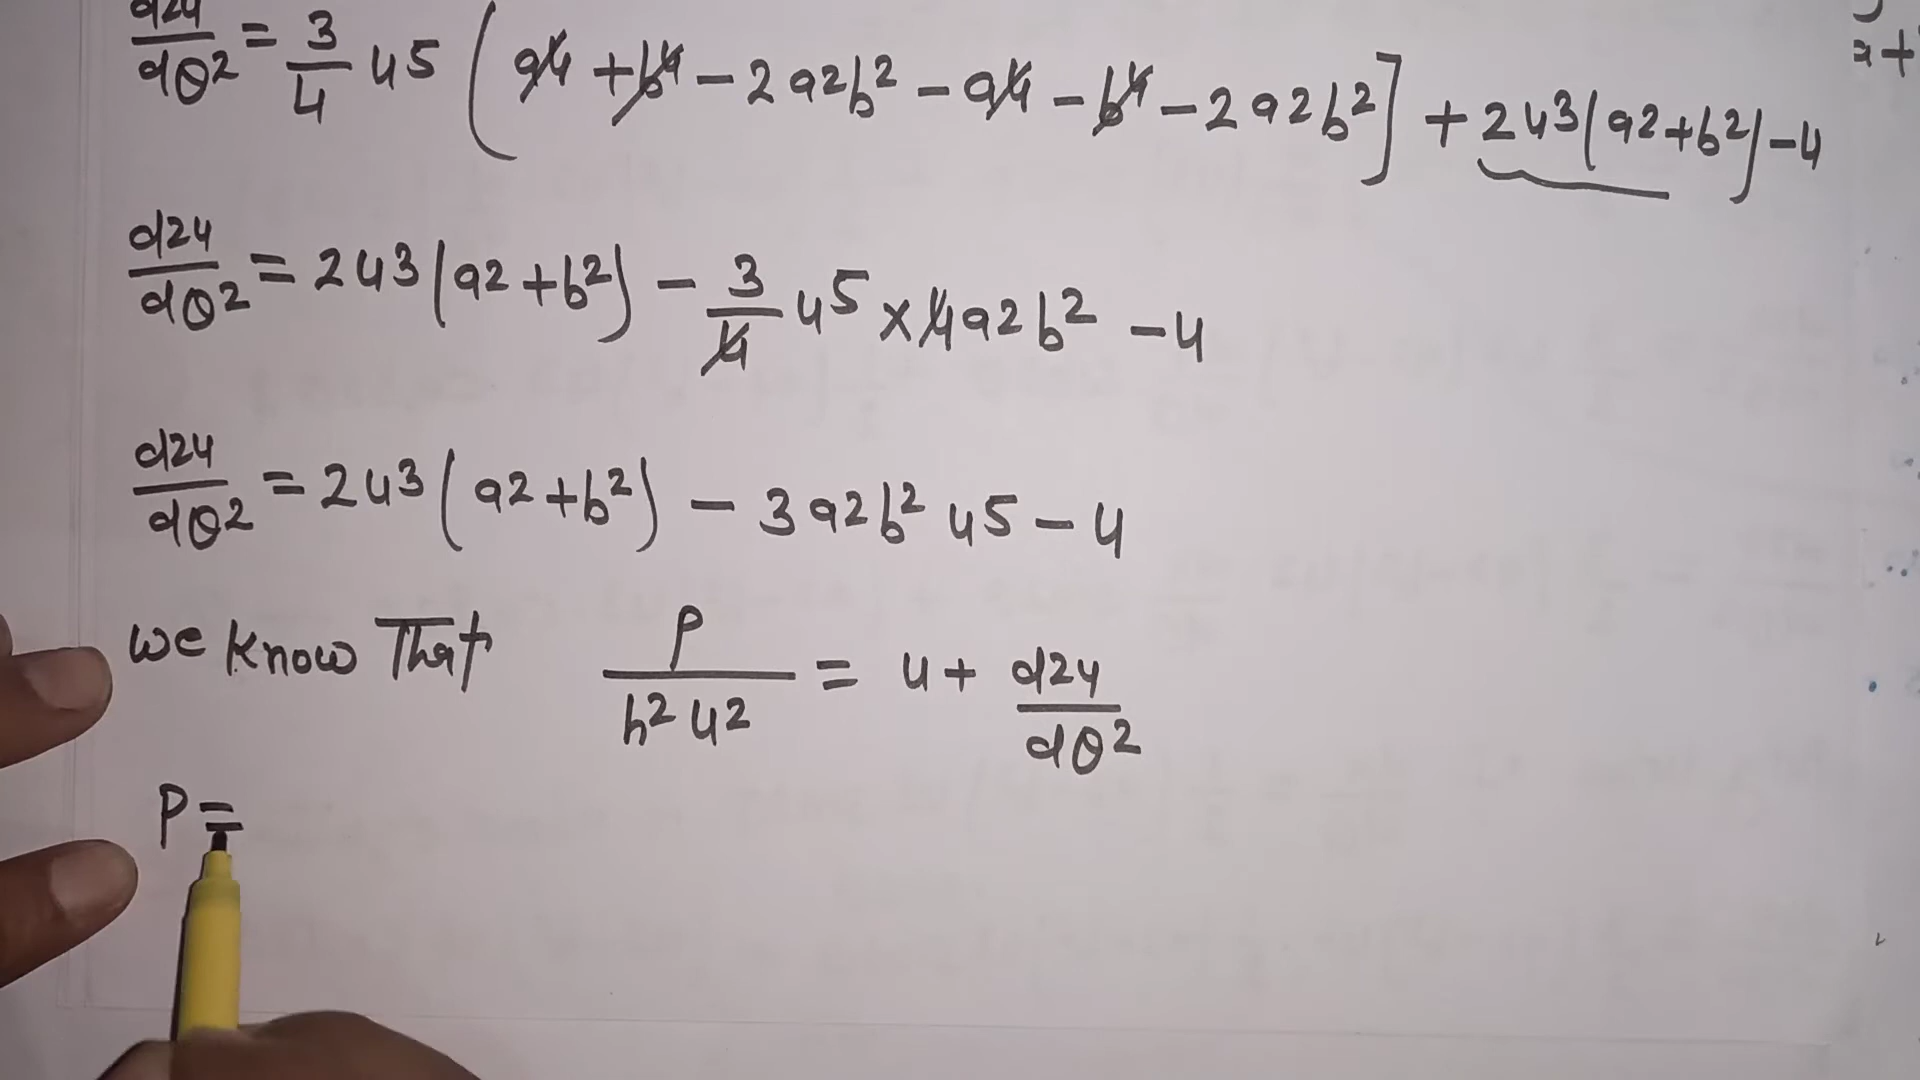 d²u/dθ² = 3/4 u⁵ ( a⁴ + b⁴ - 2a²b² - a⁴ - b⁴ - 2a²b² ] + 2u³(a²+b²) - u
d²u/dθ² = 2u³(a²+b²) - 3/4 u⁵ × 4a²b² - u
d²u/dθ² = 2u³(a²+b²) - 3a²b² u⁵ - u
we know That P/h²u² = u + d²u/dθ²
P =